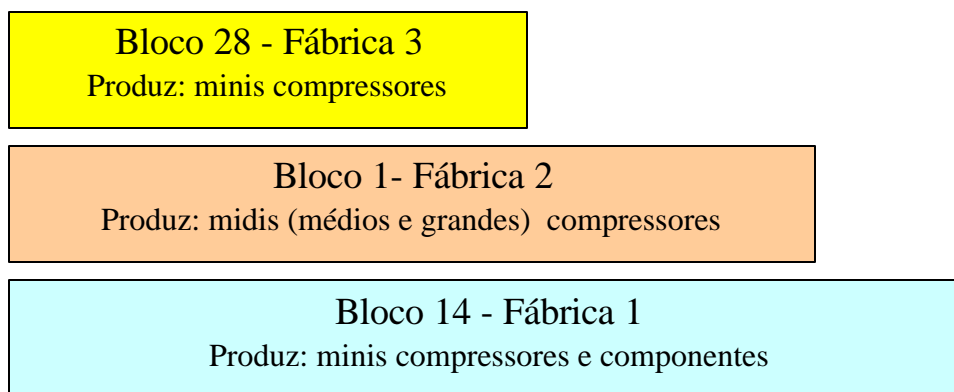 Bloco 28 - Fábrica 3
Produz: minis compressores
Bloco 1- Fábrica 2
Produz: midis (médios e grandes)  compressores
Bloco 14 - Fábrica 1
Produz: minis compressores e componentes